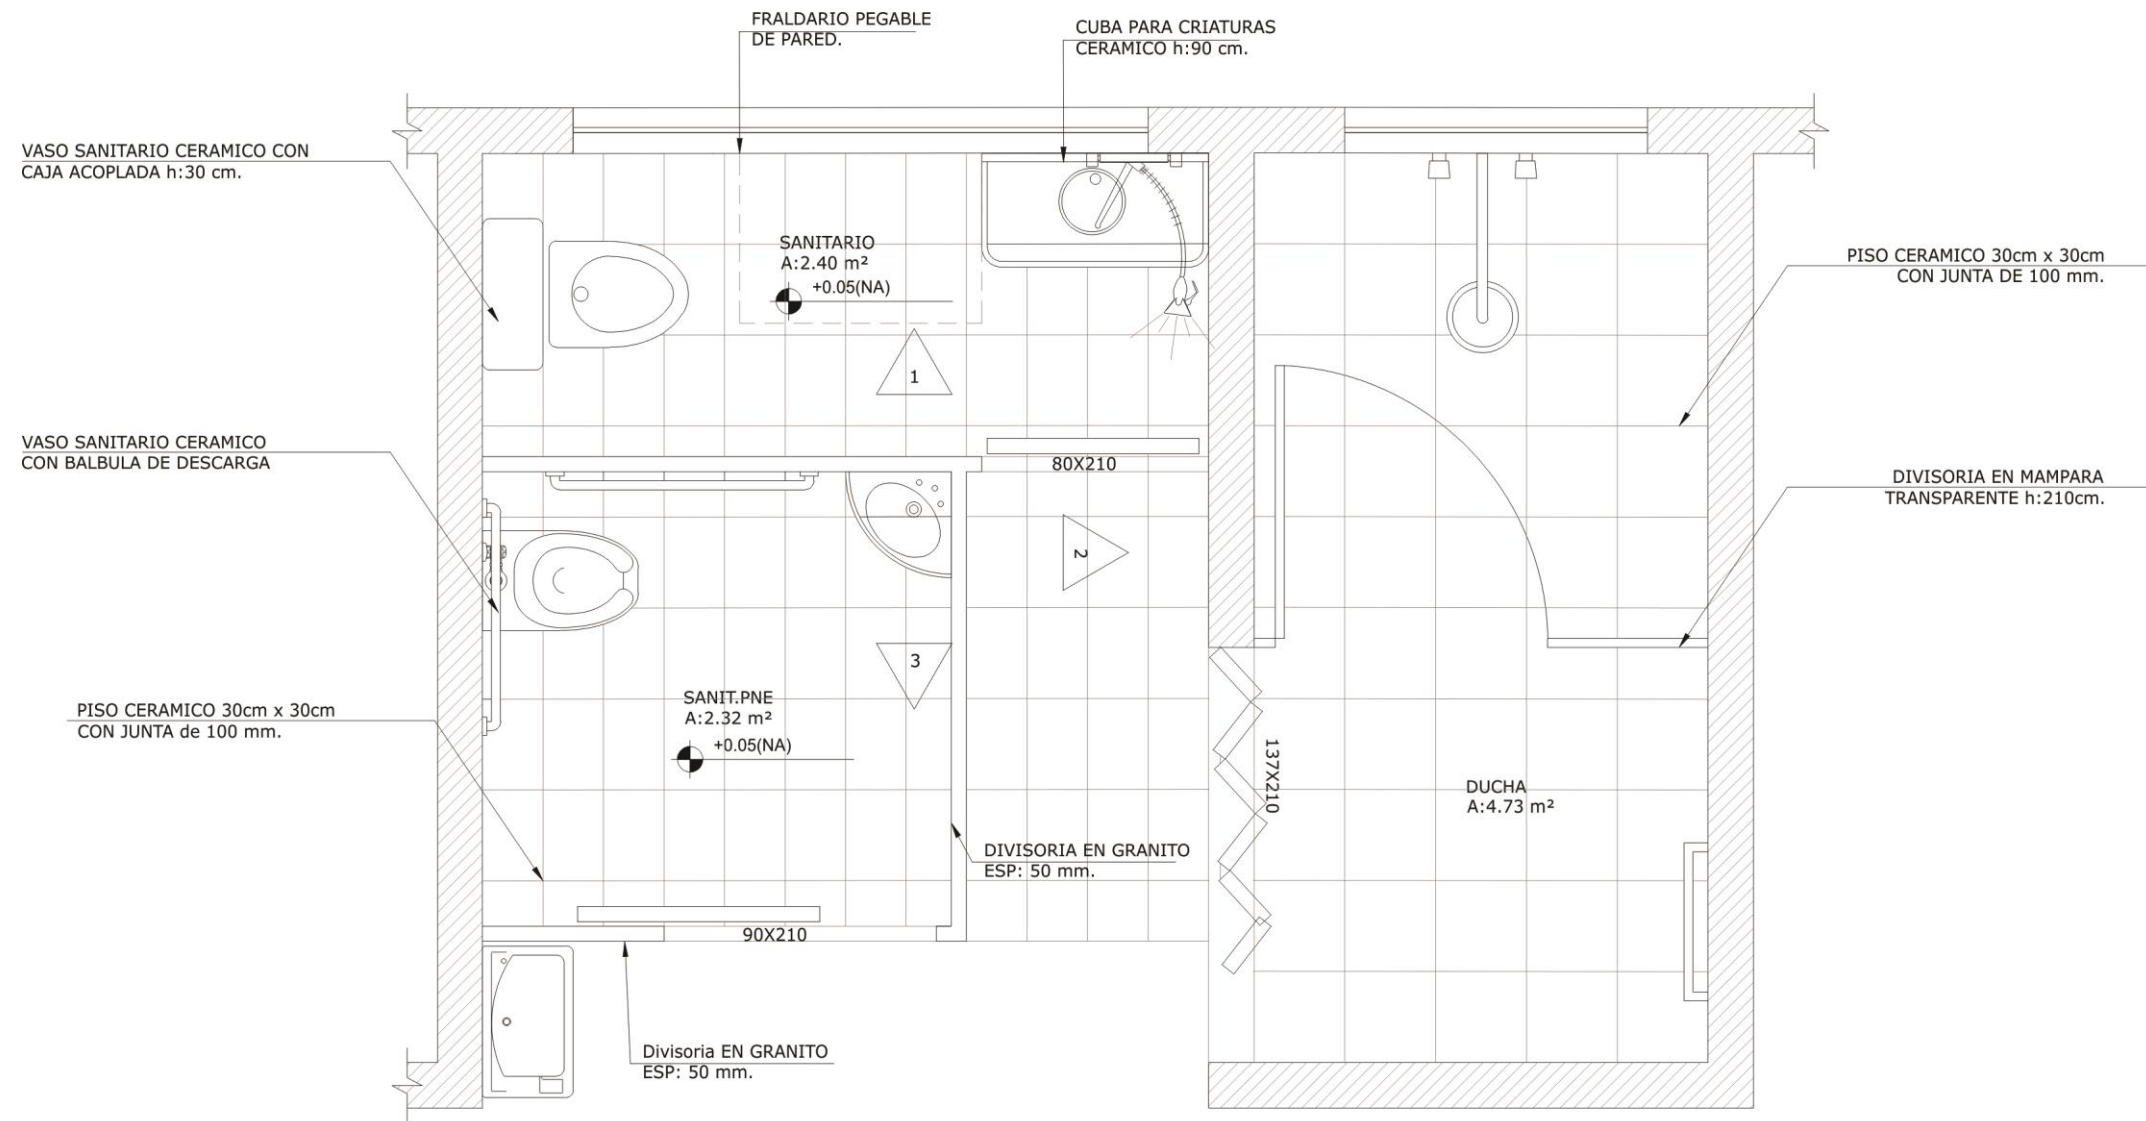 FRALDARIO PEGABLE
DE PARED.
CUBA PARA CRIATURAS
CERAMICO h:90 cm.
VASO SANITARIO CERAMICO CON
CAJA ACOPLADA h:30 cm.
SANITARIO
A:2.40 m²
+0.05(NA)
PISO CERAMICO 30cm x 30cm
CON JUNTA DE 100 mm.
1
VASO SANITARIO CERAMICO
CON BALBULA DE DESCARGA
80X210
DIVISORIA EN MAMPARA
TRANSPARENTE h:210cm.
2
3
SANIT.PNE
A:2.32 m²
+0.05(NA)
PISO CERAMICO 30cm x 30cm
CON JUNTA de 100 mm.
137X210
DUCHA
A:4.73 m²
DIVISORIA EN GRANITO
ESP: 50 mm.
90X210
Divisoria EN GRANITO
ESP: 50 mm.